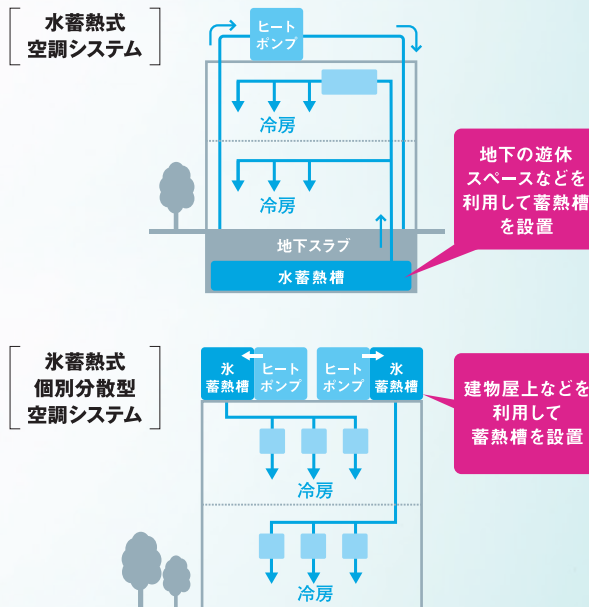 水蓄熱式
空調システム
ヒート
ポンプ
冷房
冷房
地下スラブ
水蓄熱槽
地下の遊休
スペースなどを
利用して蓄熱槽
を設置
氷蓄熱式
個別分散型
空調システム
氷
蓄熱槽
ヒート
ポンプ
ヒート
ポンプ
氷
蓄熱槽
建物屋上などを
利用して
蓄熱槽を設置
冷房
冷房